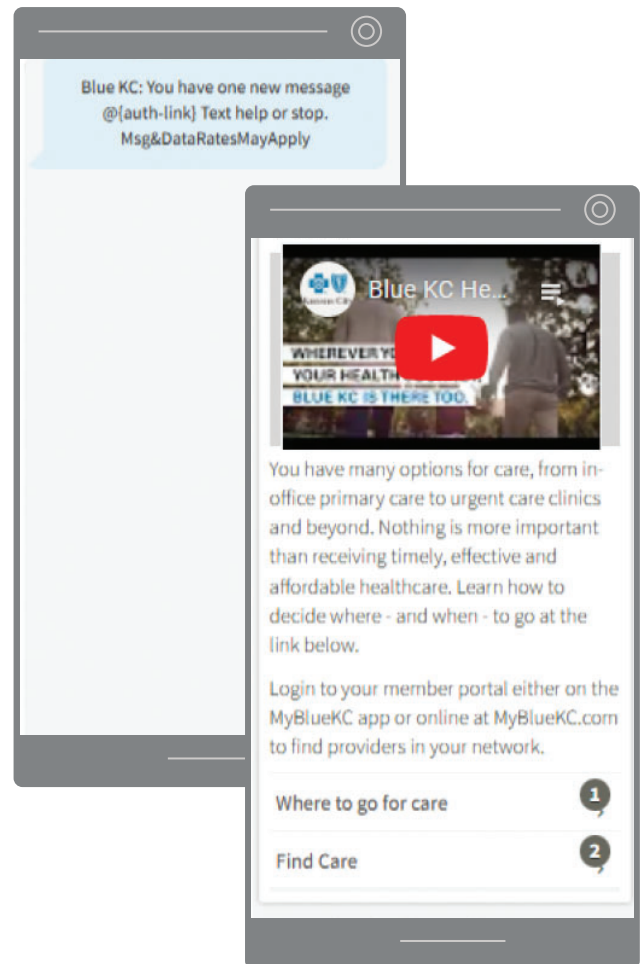 Blue KC: You have one new message
@{auth-link} Text help or stop.
Msg&DataRatesMayApply
Blue KC He...
Kansas City
WHEREVER
YOUR HEALTH
BLUE KC IS THERE TOO.
You have many options for care, from in-
office primary care to urgent care clinics
and beyond. Nothing is more important
than receiving timely, effective and
affordable healthcare. Learn how to
decide where - and when - to go at the
link below.
Login to your member portal either on the
MyBlueKC app or online at MyBlueKC.com
to find providers in your network.
Where to go for care 1
Find Care 2